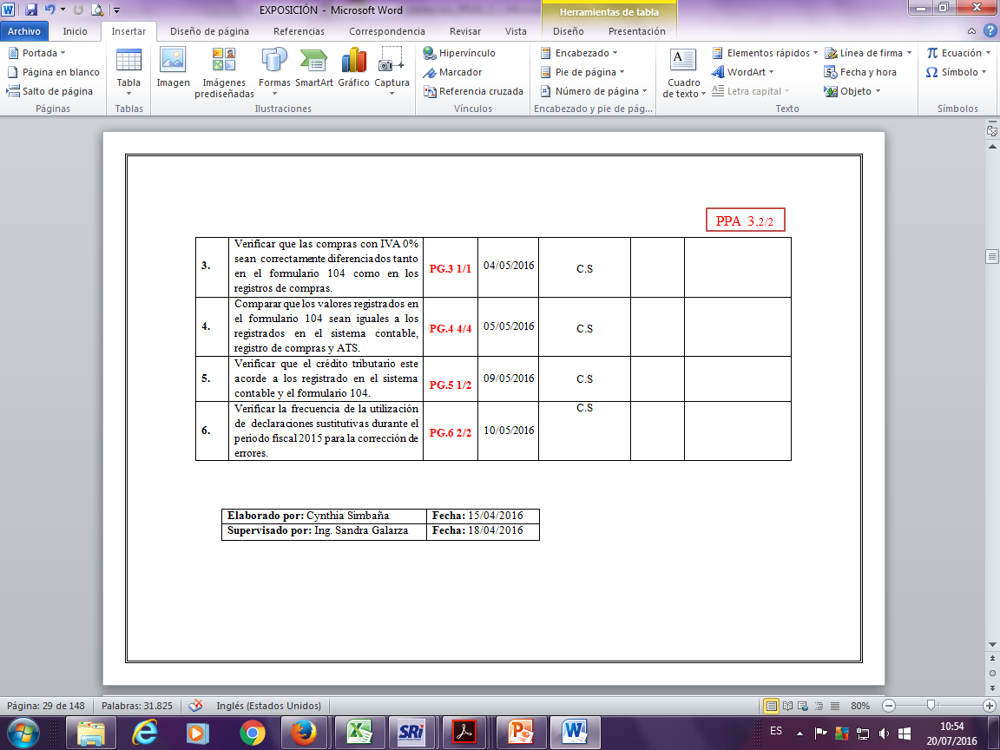 EXPOSICIÓN - Microsoft Word
Herramientas de tabla
Archivo Inicio Insertar Diseño de página Referencias Correspondencia Revisar Vista Diseño Presentación
Portada
Página en blanco
Salto de página
Páginas
Tabla
Tablas
Imagen
Imágenes
prediseñadas
Formas
SmartArt
Gráfico
Captura
Ilustraciones
Hipervínculo
Marcador
Referencia cruzada
Vínculos
Encabezado
Pie de página
Número de página
Encabezado y pie de pág...
Cuadro
de texto
Elementos rápidos
WordArt
Letra capital
Línea de firma
Fecha y hora
Objeto
Texto
Ecuación
Símbolo
Símbolos
PPA 3.2/2
3.
Verificar que las compras con IVA 0%
sean correctamente diferenciados tanto
en el formulario 104 como en los
registros de compras.
PG.3 1/1
04/05/2016
C.S
4.
Comparar que los valores registrados en
el formulario 104 sean iguales a los
registrados en el sistema contable,
registro de compras y ATS.
PG.4 4/4
05/05/2016
C.S
5.
Verificar que el crédito tributario este
acorde a los registrado en el sistema
contable y el formulario 104.
PG.5 1/2
09/05/2016
C.S
6.
Verificar la frecuencia de la utilización
de declaraciones sustitutivas durante el
periodo fiscal 2015 para la corrección de
errores.
PG.6 2/2
10/05/2016
C.S
Elaborado por: Cynthia Simbaña Fecha: 15/04/2016
Supervisado por: Ing. Sandra Galarza Fecha: 18/04/2016
Página: 29 de 148 Palabras: 31.825 Inglés (Estados Unidos) 80%
SRi
ES
10:54
20/07/2016